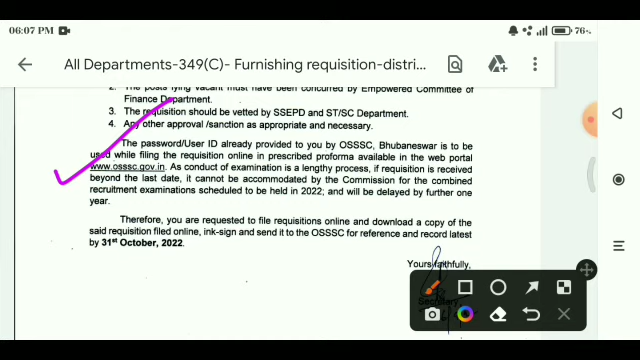 06:07 PM
76%
All Departments-349(C)- Furnishing requisition-distri...
2. The posts lying vacant must have been concurred by Empowered Committee of
Finance Department.
3. The requisition should be vetted by SSEPD and ST/SC Department.
4. Any other approval /sanction as appropriate and necessary.
The password/User ID already provided to you by OSSSC, Bhubaneswar is to be
used while filing the requisition online in prescribed proforma available in the web portal
www.osssc.gov.in. As conduct of examination is a lengthy process, if requisition is received
beyond the last date, it cannot be accommodated by the Commission for the combined
recruitment examinations scheduled to be held in 2022; and will be delayed by further one
year.
Therefore, you are requested to file requisitions online and download a copy of the
said requisition filed online, ink-sign and send it to the OSSSC for reference and record latest
by 31st October, 2022.
Yours faithfully,
Secretary